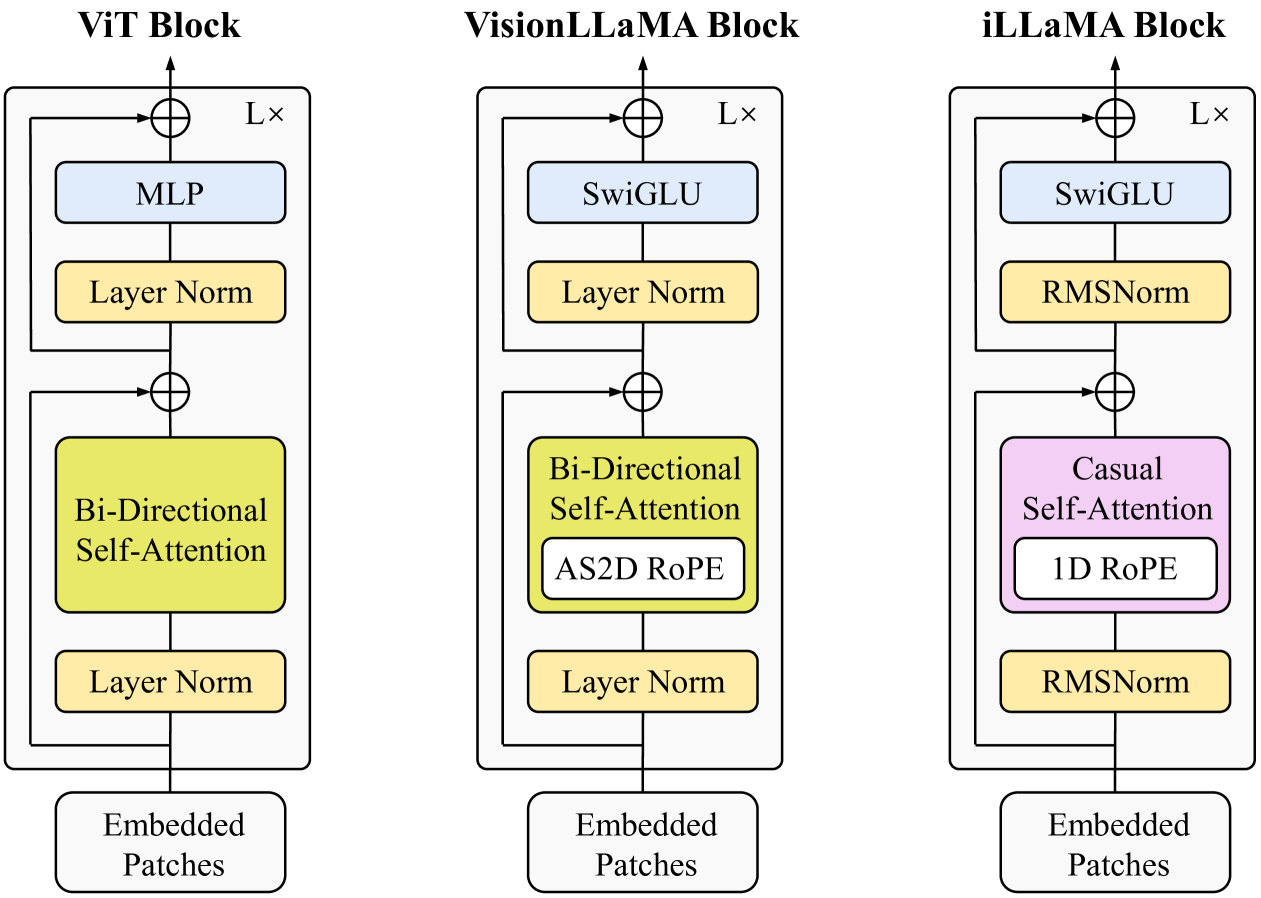 ViT Block
L×
MLP
Layer Norm
Bi-Directional
Self-Attention
Layer Norm
Embedded
Patches
VisionLLaMA Block
L×
SwiGLU
Layer Norm
Bi-Directional
Self-Attention
AS2D RoPE
Layer Norm
Embedded
Patches
iLLaMA Block
L×
SwiGLU
RMSNorm
Casual
Self-Attention
1D RoPE
RMSNorm
Embedded
Patches